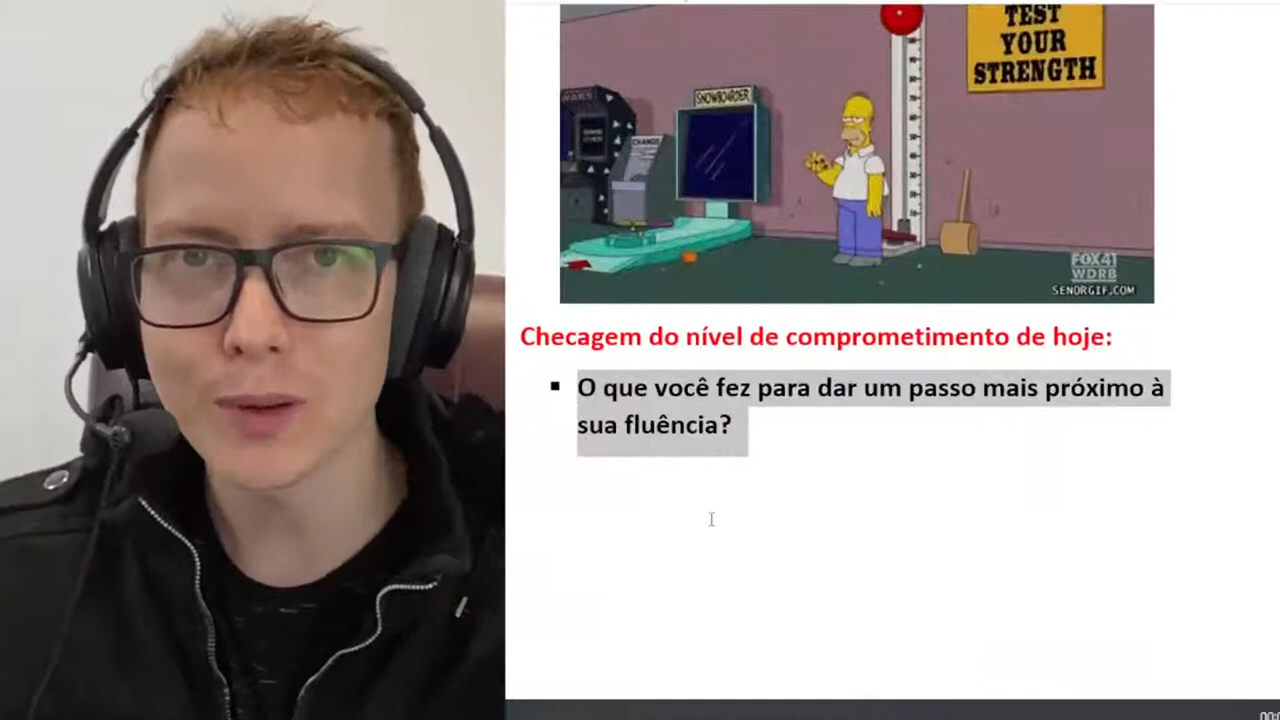 TEST
YOUR
STRENGTH
SNOWBOARDER
CHANGE
FOX41
WDRB
SENORGIF.COM
Checagem do nível de comprometimento de hoje:
▪ O que você fez para dar um passo mais próximo à
sua fluência?